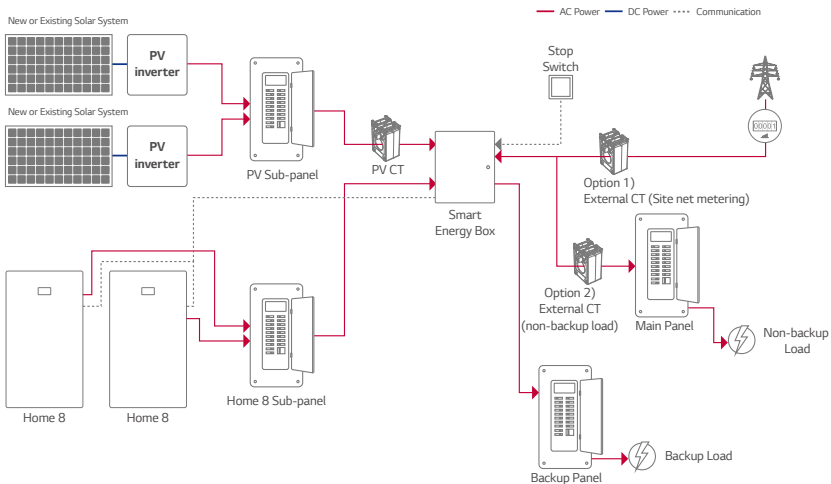 AC Power
DC Power
Communication
New or Existing Solar System
PV
inverter
New or Existing Solar System
PV
inverter
PV Sub-panel
PV CT
Stop
Switch
00001
Option 1)
External CT (Site net metering)
Smart
Energy Box
Option 2)
External CT
(non-backup load)
Main Panel
Non-backup
Load
Home 8
Home 8
Home 8 Sub-panel
Backup Panel
Backup Load